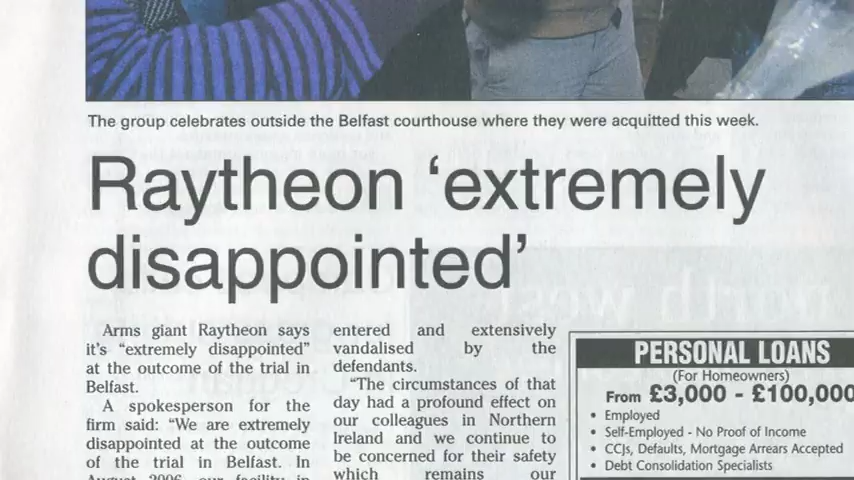 The group celebrates outside the Belfast courthouse where they were acquitted this week.
Raytheon ‘extremely
disappointed’
Arms giant Raytheon says
it's “extremely disappointed”
at the outcome of the trial in
Belfast.
A spokesperson for the
firm said: “We are extremely
disappointed at the outcome
of the trial in Belfast. In
August 2006, our facility in
entered and extensively
vandalised by the
defendants.
“The circumstances of that
day had a profound effect on
our colleagues in Northern
Ireland and we continue to
be concerned for their safety
which remains our
PERSONAL LOANS
(For Homeowners)
From £3,000 - £100,000
• Employed
• Self-Employed - No Proof of Income
• CCJs, Defaults, Mortgage Arrears Accepted
• Debt Consolidation Specialists